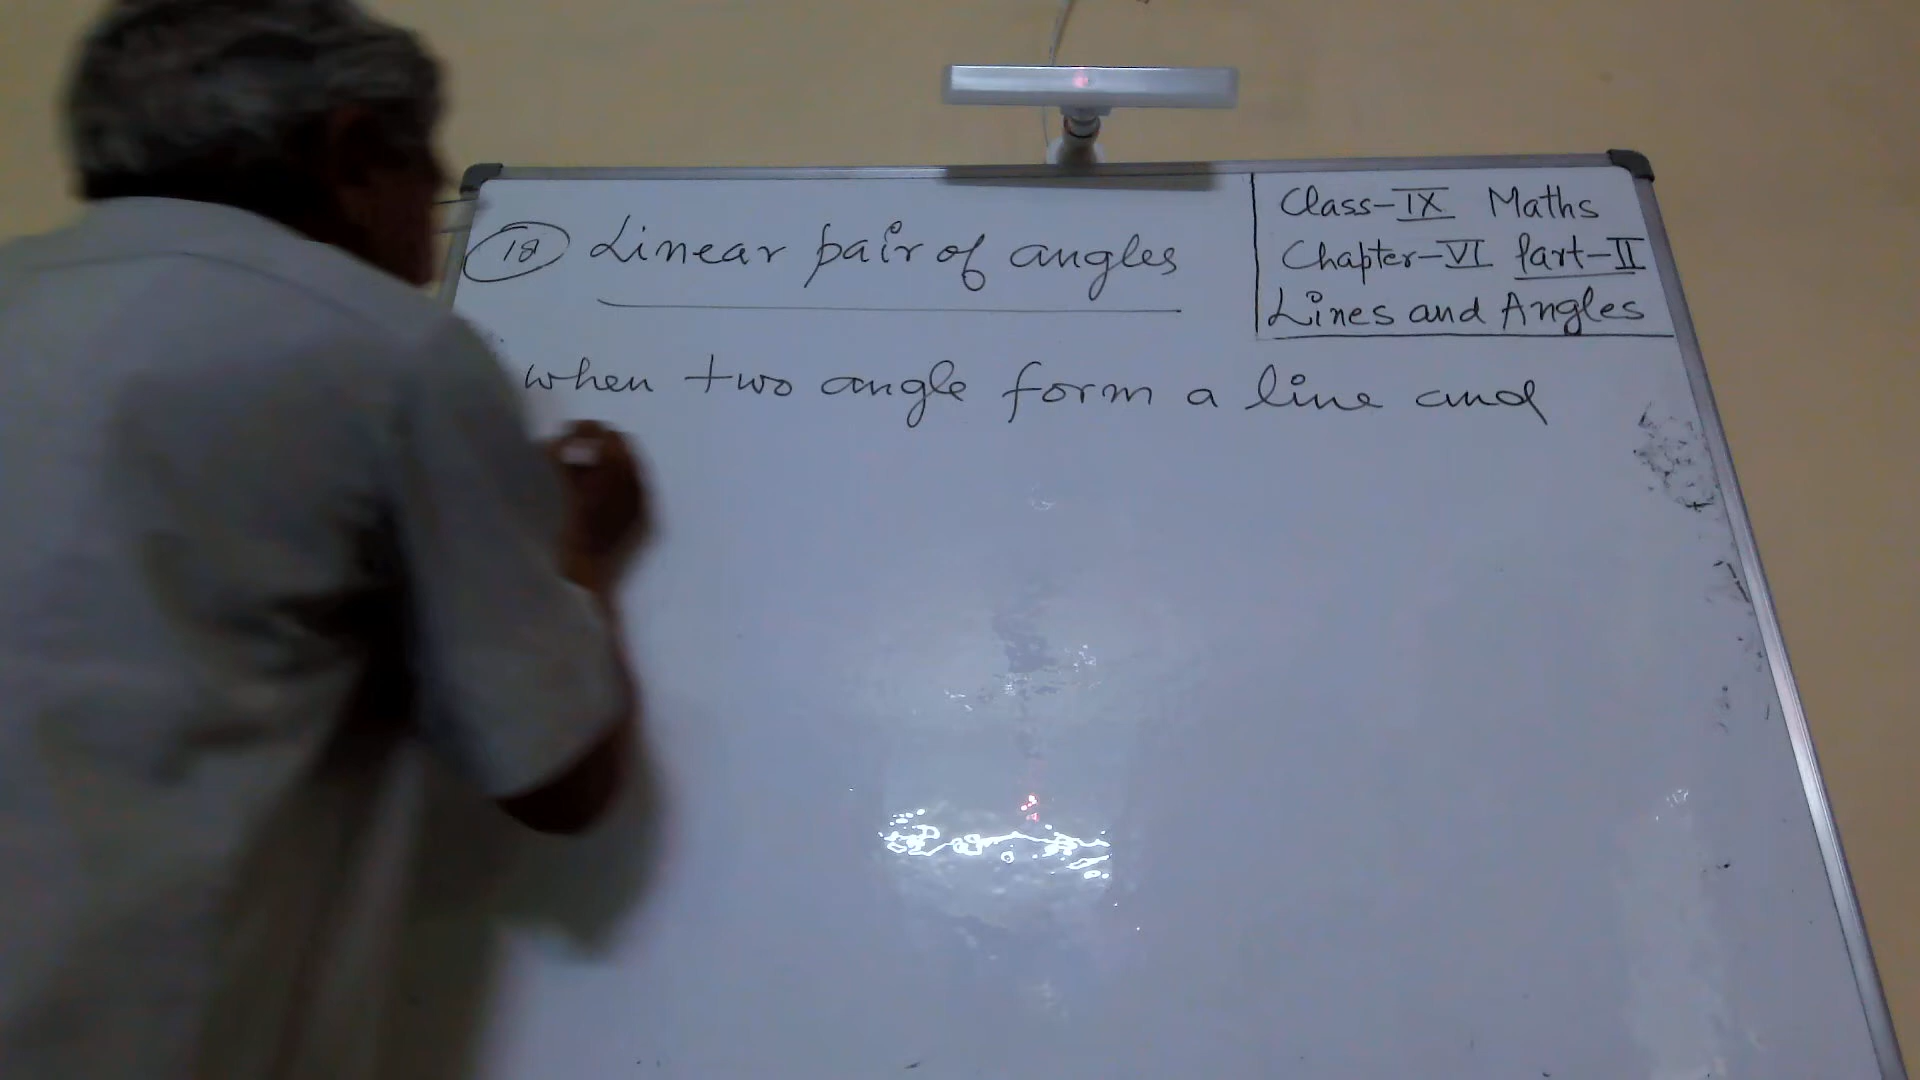 18 Linear pair of angles
Class-IX Maths
Chapter-VI Part-II
Lines and Angles
when two angle form a line and